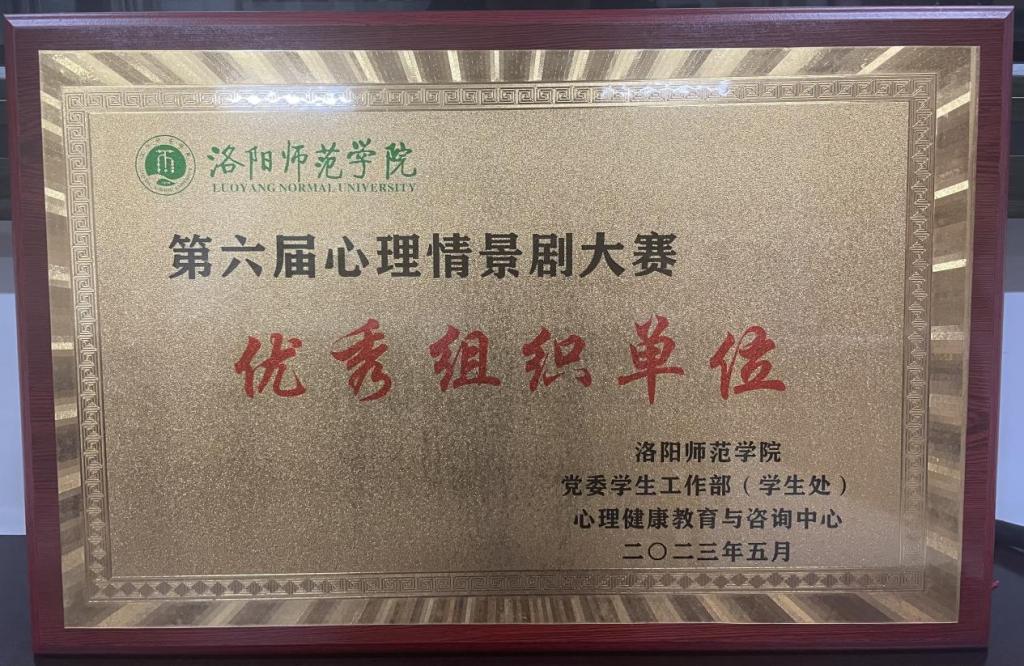 洛阳师范学院
LUOYANG NORMAL UNIVERSITY
第六届心理情景剧大赛
优秀组织单位
洛阳师范学院
党委学生工作部（学生处）
心理健康教育与咨询中心
二〇二三年五月